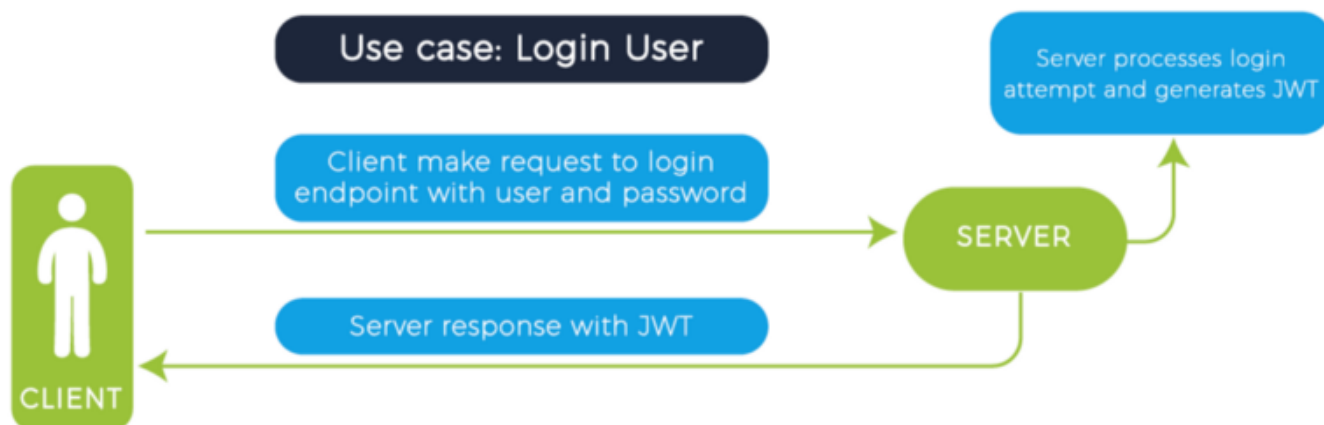 Use case: Login User
Server processes login
attempt and generates JWT
Client make request to login
endpoint with user and password
SERVER
Server response with JWT
CLIENT